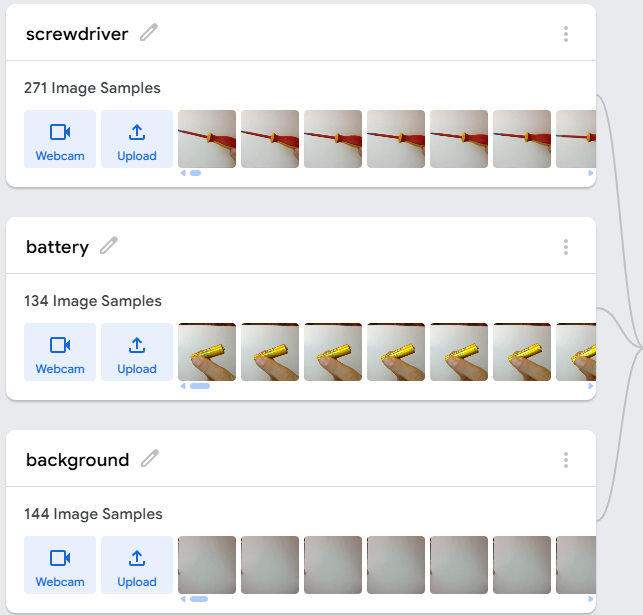 screwdriver
271 Image Samples
Webcam
Upload
battery
134 Image Samples
Webcam
Upload
background
144 Image Samples
Webcam
Upload